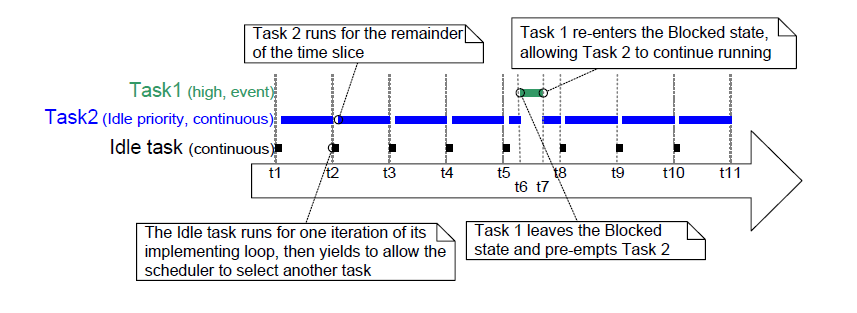 Task 2 runs for the remainder
of the time slice
Task 1 re-enters the Blocked state,
allowing Task 2 to continue running
Task1 (high, event)
Task2 (Idle priority, continuous)
Idle task (continuous)
t1 t2 t3 t4 t5 t8 t9 t10 t11
t6 t7
The Idle task runs for one iteration of its
implementing loop, then yields to allow the
scheduler to select another task
Task 1 leaves the Blocked
state and pre-empts Task 2